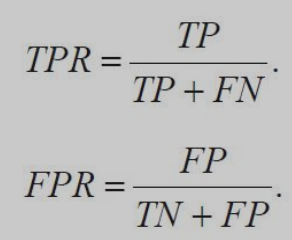 TPR = TP / (TP + FN).
FPR = FP / (TN + FP).